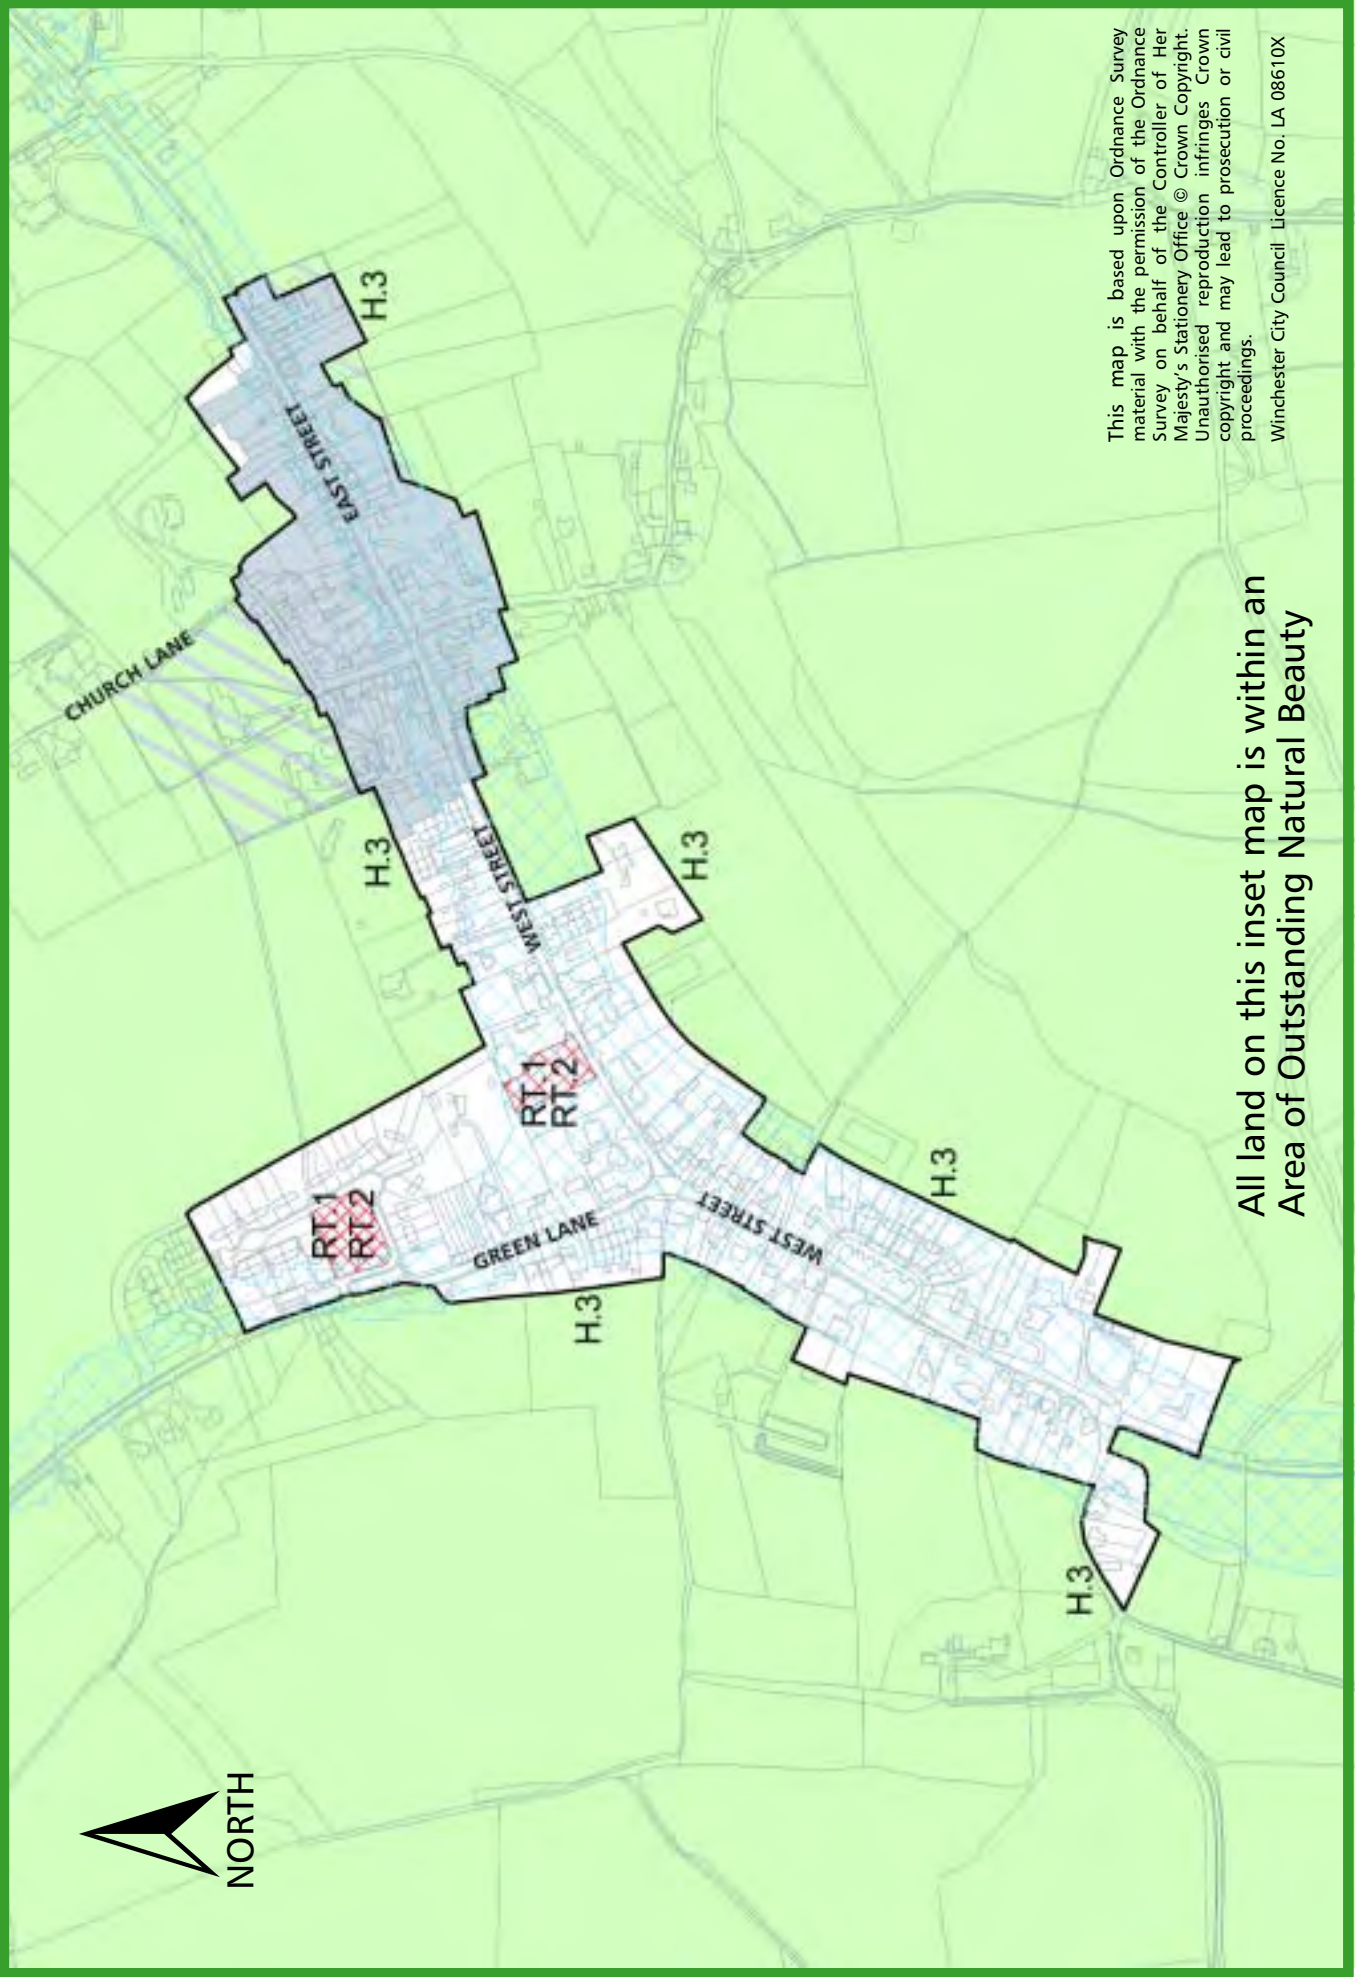 NORTH
CHURCH LANE
EAST STREET
H.3
H.3
WEST STREET
H.3
RT.1
RT.2
RT.1
RT.2
GREEN LANE
H.3
WEST STREET
H.3
H.3
All land on this inset map is within an
Area of Outstanding Natural Beauty
This map is based upon Ordnance Survey
material with the permission of the Ordnance
Survey on behalf of the Controller of Her
Majesty's Stationery Office © Crown Copyright.
Unauthorised reproduction infringes Crown
copyright and may lead to prosecution or civil
proceedings.
Winchester City Council Licence No. LA 08610X